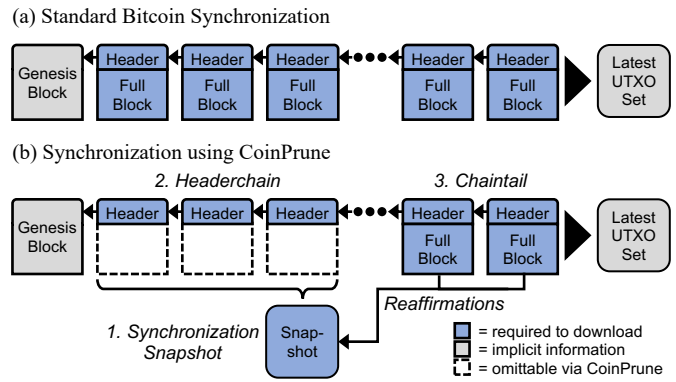 (a) Standard Bitcoin Synchronization
Genesis
Block
Header
Full
Block
Header
Full
Block
Header
Full
Block
Header
Full
Block
Header
Full
Block
Latest
UTXO
Set
(b) Synchronization using CoinPrune
2. Headerchain
3. Chaintail
Genesis
Block
Header
Header
Header
Header
Full
Block
Header
Full
Block
Latest
UTXO
Set
Reaffirmations
1. Synchronization
Snapshot
Snap-
shot
= required to download
= implicit information
= omittable via CoinPrune